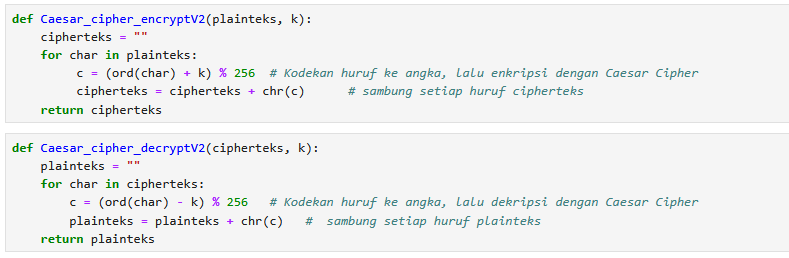 def Caesar_cipher_encryptV2(plainteks, k):
    cipherteks = ""
    for char in plainteks:
        c = (ord(char) + k) % 256  # Kodekan huruf ke angka, lalu enkripsi dengan Caesar Cipher
        cipherteks = cipherteks + chr(c)      # sambung setiap huruf cipherteks
    return cipherteks
def Caesar_cipher_decryptV2(cipherteks, k):
    plainteks = ""
    for char in cipherteks:
        c = (ord(char) - k) % 256   # Kodekan huruf ke angka, lalu dekripsi dengan Caesar Cipher
        plainteks = plainteks + chr(c)   #  sambung setiap huruf plainteks
    return plainteks